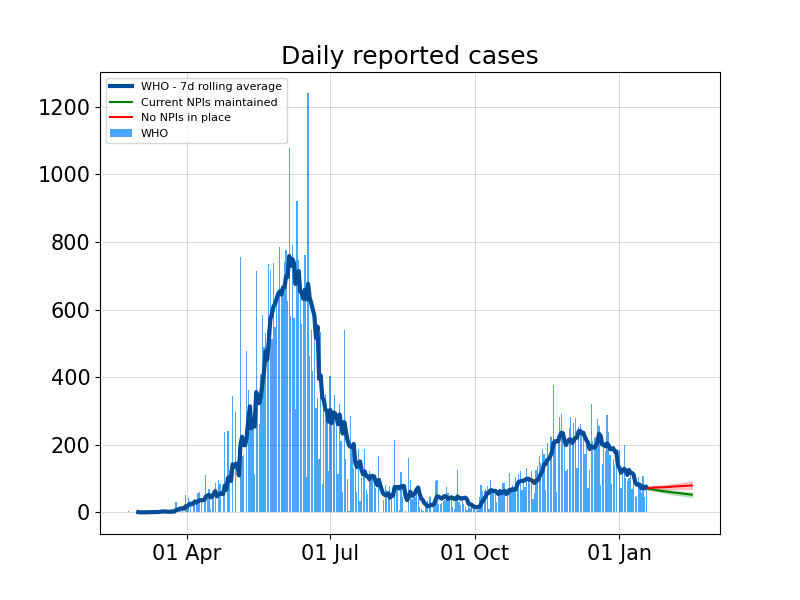 Daily reported cases
WHO - 7d rolling average
Current NPIs maintained
No NPIs in place
WHO
1200
1000
800
600
400
200
0
01 Apr
01 Jul
01 Oct
01 Jan